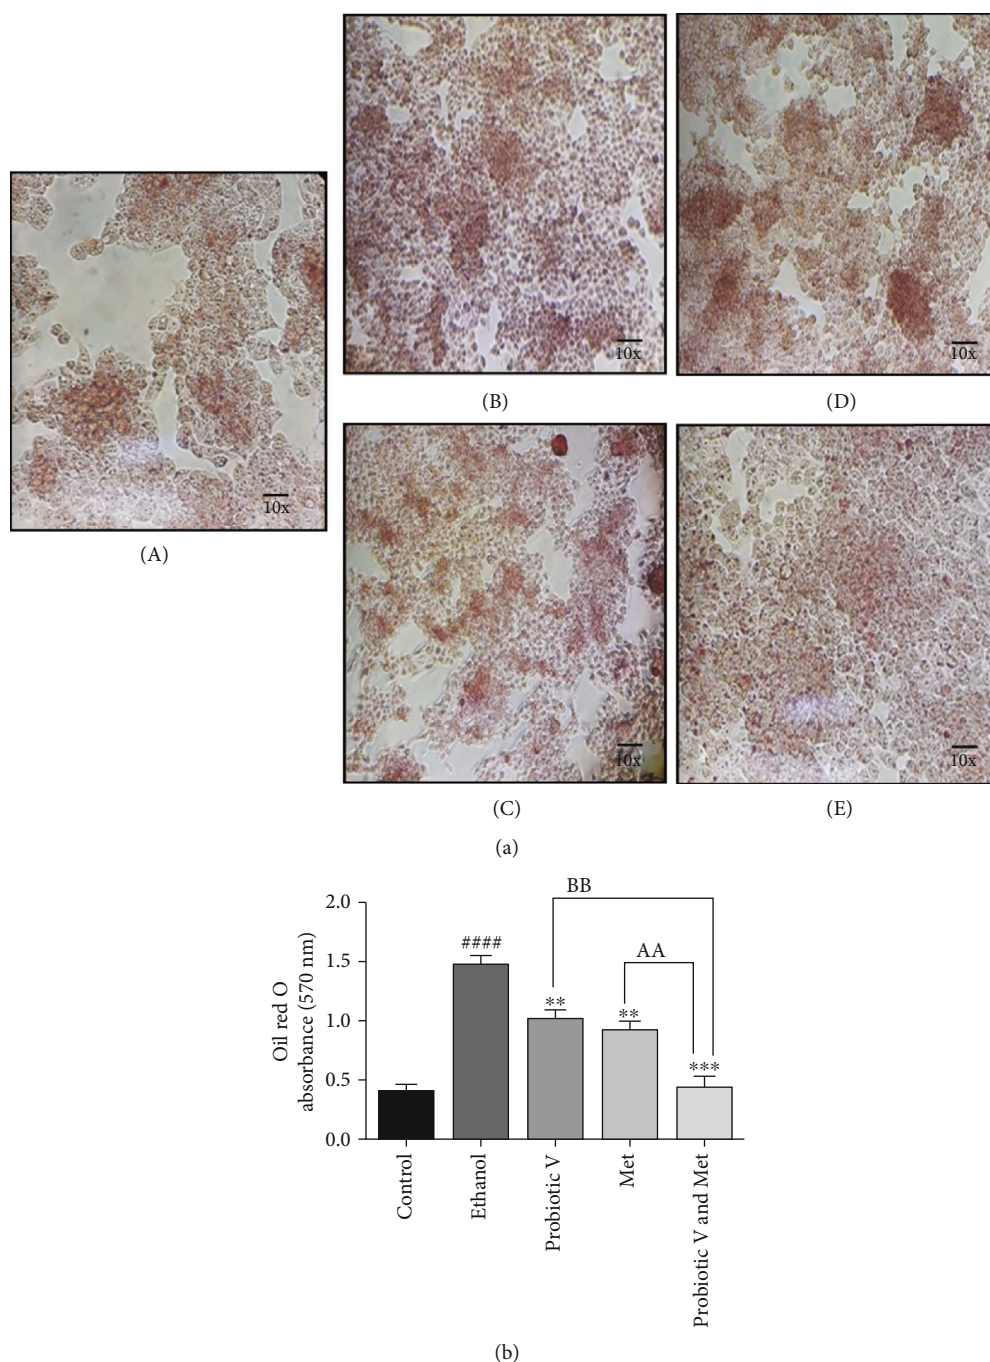 10x
(A)
10x
(B)
10x
(D)
10x
(C)
10x
(E)
(a)
Oil red O
absorbance (570 nm)
2.0
1.5
1.0
0.5
0.0
####
**
**
***
BB
AA
Control
Ethanol
Probiotic V
Met
Probiotic V and Met
(b)